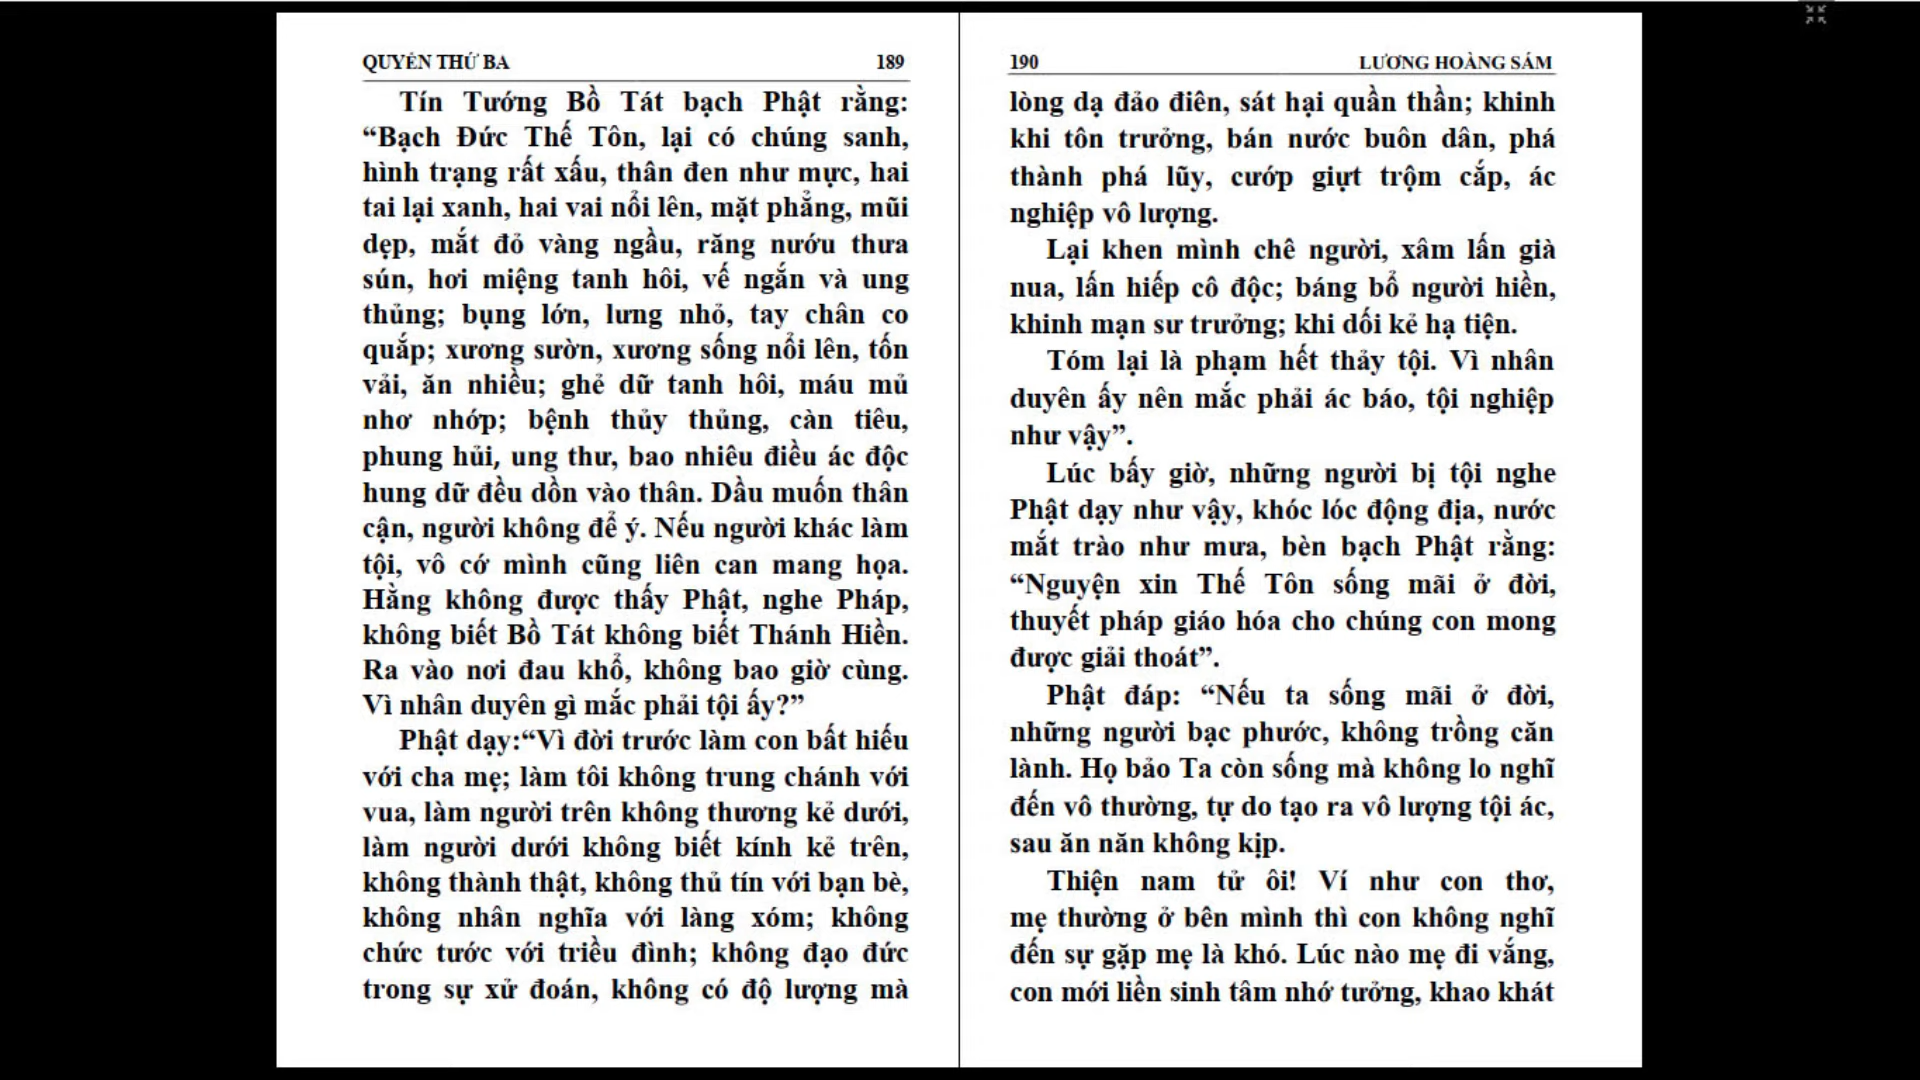 QUYỂN THỨ BA 189
Tín Tướng Bồ Tát bạch Phật rằng:
“Bạch Đức Thế Tôn, lại có chúng sanh,
hình trạng rất xấu, thân đen như mực, hai
tai lại xanh, hai vai nổi lên, mặt phẳng, mũi
dẹp, mắt đỏ vàng ngầu, răng nướu thưa
sún, hơi miệng tanh hôi, vế ngắn và ung
thủng; bụng lớn, lưng nhỏ, tay chân co
quắp; xương sườn, xương sống nổi lên, tốn
vải, ăn nhiều; ghẻ dữ tanh hôi, máu mủ
nhơ nhớp; bệnh thủy thủng, càn tiêu,
phung hủi, ung thư, bao nhiêu điều ác độc
hung dữ đều dồn vào thân. Dầu muốn thân
cận, người không để ý. Nếu người khác làm
tội, vô cớ mình cũng liên can mang họa.
Hằng không được thấy Phật, nghe Pháp,
không biết Bồ Tát không biết Thánh Hiền.
Ra vào nơi đau khổ, không bao giờ cùng.
Vì nhân duyên gì mắc phải tội ấy?”
Phật dạy:“Vì đời trước làm con bất hiếu
với cha mẹ; làm tôi không trung chánh với
vua, làm người trên không thương kẻ dưới,
làm người dưới không biết kính kẻ trên,
không thành thật, không thủ tín với bạn bè,
không nhân nghĩa với làng xóm; không
chức tước với triều đình; không đạo đức
trong sự xử đoán, không có độ lượng mà
190 LƯƠNG HOÀNG SÁM
lòng dạ đảo điên, sát hại quần thần; khinh
khi tôn trưởng, bán nước buôn dân, phá
thành phá lũy, cướp giựt trộm cắp, ác
nghiệp vô lượng.
Lại khen mình chê người, xâm lấn già
nua, lấn hiếp cô độc; báng bổ người hiền,
khinh mạn sư trưởng; khi dối kẻ hạ tiện.
Tóm lại là phạm hết thảy tội. Vì nhân
duyên ấy nên mắc phải ác báo, tội nghiệp
như vậy”.
Lúc bấy giờ, những người bị tội nghe
Phật dạy như vậy, khóc lóc động địa, nước
mắt trào như mưa, bèn bạch Phật rằng:
“Nguyện xin Thế Tôn sống mãi ở đời,
thuyết pháp giáo hóa cho chúng con mong
được giải thoát”.
Phật đáp: “Nếu ta sống mãi ở đời,
những người bạc phước, không trồng căn
lành. Họ bảo Ta còn sống mà không lo nghĩ
đến vô thường, tự do tạo ra vô lượng tội ác,
sau ăn năn không kịp.
Thiện nam tử ôi! Ví như con thơ,
mẹ thường ở bên mình thì con không nghĩ
đến sự gặp mẹ là khó. Lúc nào mẹ đi vắng,
con mới liền sinh tâm nhớ tưởng, khao khát